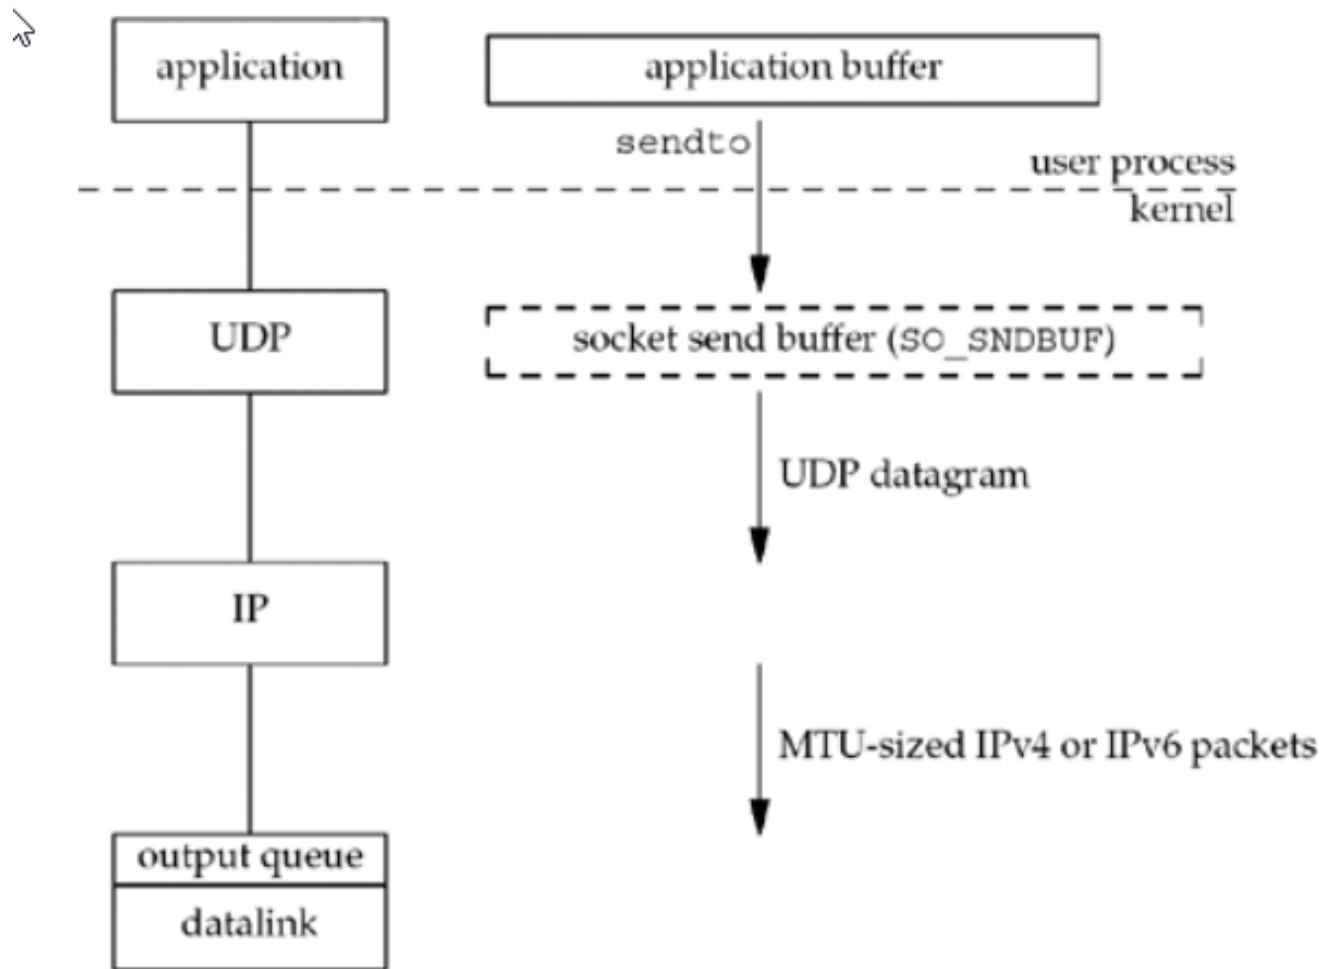 application
application buffer
sendto
user process
kernel
UDP
socket send buffer (SO_SNDBUF)
UDP datagram
IP
MTU-sized IPv4 or IPv6 packets
output queue
datalink